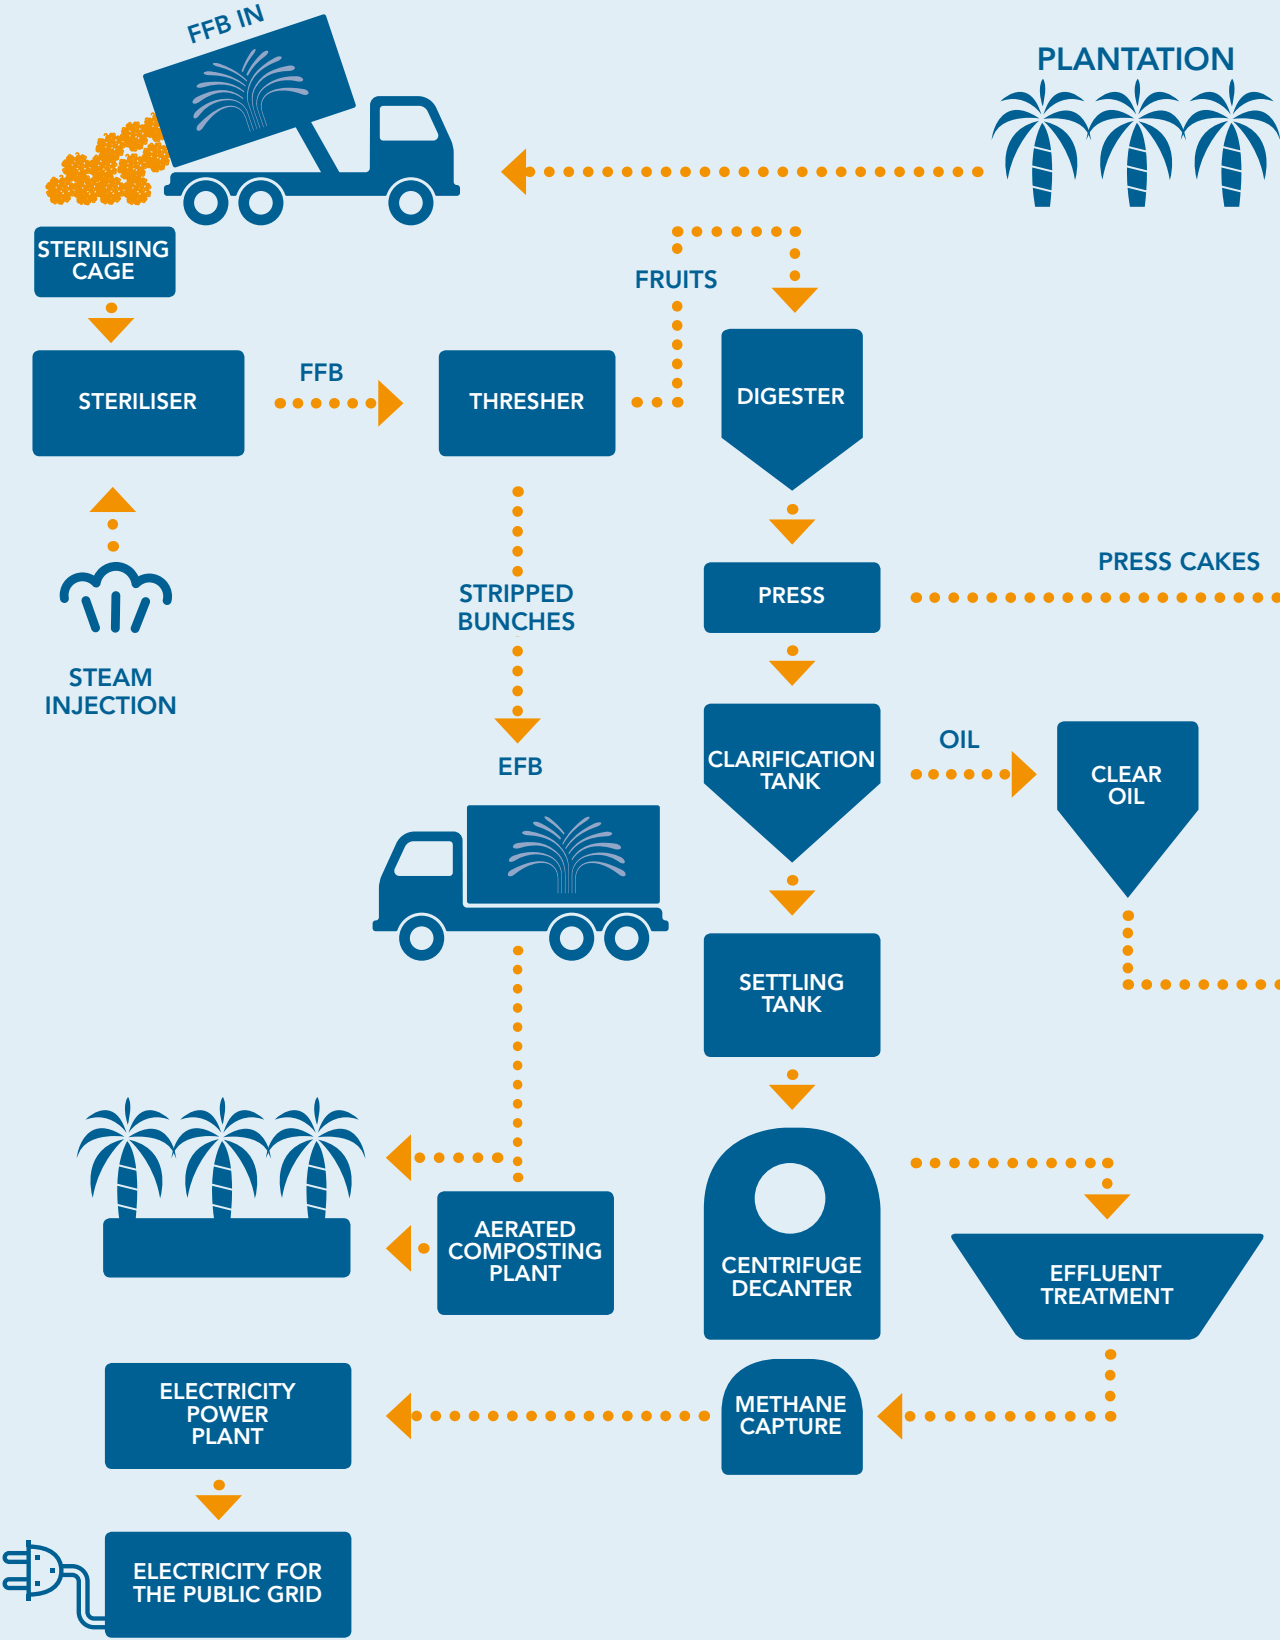 FFB IN
PLANTATION
STERILISING
CAGE
FRUITS
STERILISER
FFB
THRESHER
DIGESTER
PRESS CAKES
STRIPPED
BUNCHES
PRESS
STEAM
INJECTION
OIL
CLARIFICATION
TANK
CLEAR
OIL
EFB
SETTLING
TANK
AERATED
COMPOSTING
PLANT
CENTRIFUGE
DECANTER
EFFLUENT
TREATMENT
ELECTRICITY
POWER
PLANT
METHANE
CAPTURE
ELECTRICITY FOR
THE PUBLIC GRID